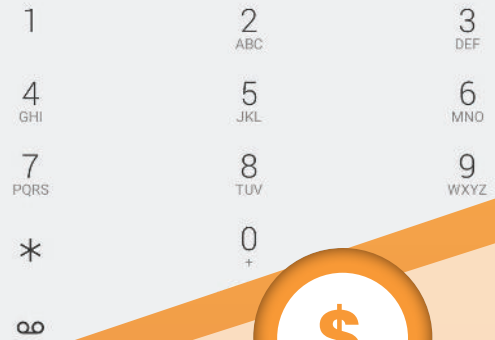 1 2 3
ABC DEF
4 5 6
GHI JKL MNO
7 8 9
PQRS TUV WXYZ
* 0
+
$